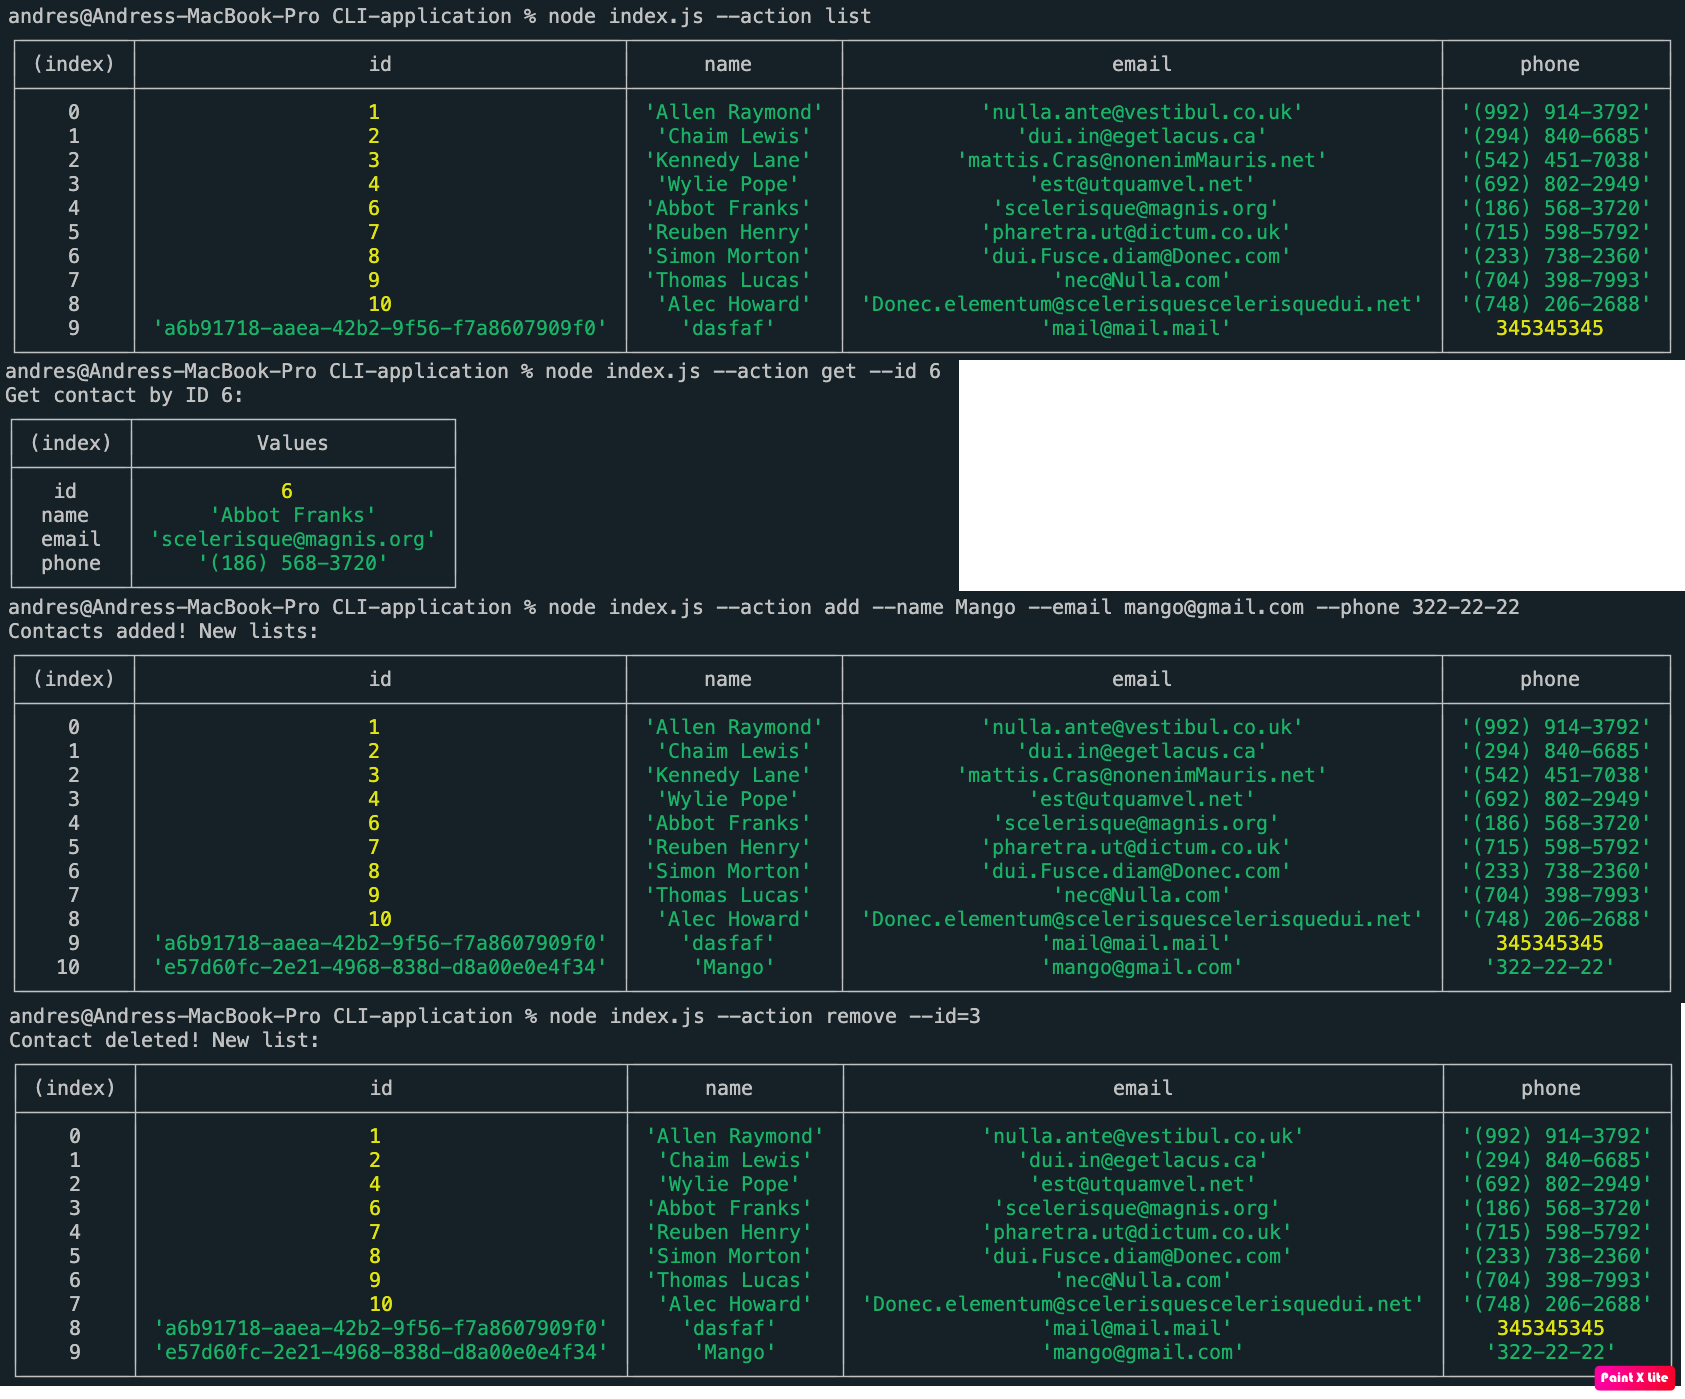 andres@Andress-MacBook-Pro CLI-application % node index.js --action list
(index) id name email phone
0 1 'Allen Raymond' 'nulla.ante@vestibul.co.uk' '(992) 914-3792'
1 2 'Chaim Lewis' 'dui.in@egetlacus.ca' '(294) 840-6685'
2 3 'Kennedy Lane' 'mattis.Cras@nonenimMauris.net' '(542) 451-7038'
3 4 'Wylie Pope' 'est@utquamvel.net' '(692) 802-2949'
4 6 'Abbot Franks' 'scelerisque@magnis.org' '(186) 568-3720'
5 7 'Reuben Henry' 'pharetra.ut@dictum.co.uk' '(715) 598-5792'
6 8 'Simon Morton' 'dui.Fusce.diam@Donec.com' '(233) 738-2360'
7 9 'Thomas Lucas' 'nec@Nulla.com' '(704) 398-7993'
8 10 'Alec Howard' 'Donec.elementum@scelerisquescelerisquedui.net' '(748) 206-2688'
9 'a6b91718-aaea-42b2-9f56-f7a8607909f0' 'dasfaf' 'mail@mail.mail' 345345345
andres@Andress-MacBook-Pro CLI-application % node index.js --action get --id 6
Get contact by ID 6:
(index) Values
id 6
name 'Abbot Franks'
email 'scelerisque@magnis.org'
phone '(186) 568-3720'
andres@Andress-MacBook-Pro CLI-application % node index.js --action add --name Mango --email mango@gmail.com --phone 322-22-22
Contacts added! New lists:
(index) id name email phone
0 1 'Allen Raymond' 'nulla.ante@vestibul.co.uk' '(992) 914-3792'
1 2 'Chaim Lewis' 'dui.in@egetlacus.ca' '(294) 840-6685'
2 3 'Kennedy Lane' 'mattis.Cras@nonenimMauris.net' '(542) 451-7038'
3 4 'Wylie Pope' 'est@utquamvel.net' '(692) 802-2949'
4 6 'Abbot Franks' 'scelerisque@magnis.org' '(186) 568-3720'
5 7 'Reuben Henry' 'pharetra.ut@dictum.co.uk' '(715) 598-5792'
6 8 'Simon Morton' 'dui.Fusce.diam@Donec.com' '(233) 738-2360'
7 9 'Thomas Lucas' 'nec@Nulla.com' '(704) 398-7993'
8 10 'Alec Howard' 'Donec.elementum@scelerisquescelerisquedui.net' '(748) 206-2688'
9 'a6b91718-aaea-42b2-9f56-f7a8607909f0' 'dasfaf' 'mail@mail.mail' 345345345
10 'e57d60fc-2e21-4968-838d-d8a00e0e4f34' 'Mango' 'mango@gmail.com' '322-22-22'
andres@Andress-MacBook-Pro CLI-application % node index.js --action remove --id=3
Contact deleted! New list:
(index) id name email phone
0 1 'Allen Raymond' 'nulla.ante@vestibul.co.uk' '(992) 914-3792'
1 2 'Chaim Lewis' 'dui.in@egetlacus.ca' '(294) 840-6685'
2 4 'Wylie Pope' 'est@utquamvel.net' '(692) 802-2949'
3 6 'Abbot Franks' 'scelerisque@magnis.org' '(186) 568-3720'
4 7 'Reuben Henry' 'pharetra.ut@dictum.co.uk' '(715) 598-5792'
5 8 'Simon Morton' 'dui.Fusce.diam@Donec.com' '(233) 738-2360'
6 9 'Thomas Lucas' 'nec@Nulla.com' '(704) 398-7993'
7 10 'Alec Howard' 'Donec.elementum@scelerisquescelerisquedui.net' '(748) 206-2688'
8 'a6b91718-aaea-42b2-9f56-f7a8607909f0' 'dasfaf' 'mail@mail.mail' 345345345
9 'e57d60fc-2e21-4968-838d-d8a00e0e4f34' 'Mango' 'mango@gmail.com' '322-22-22'
Paint X Lite